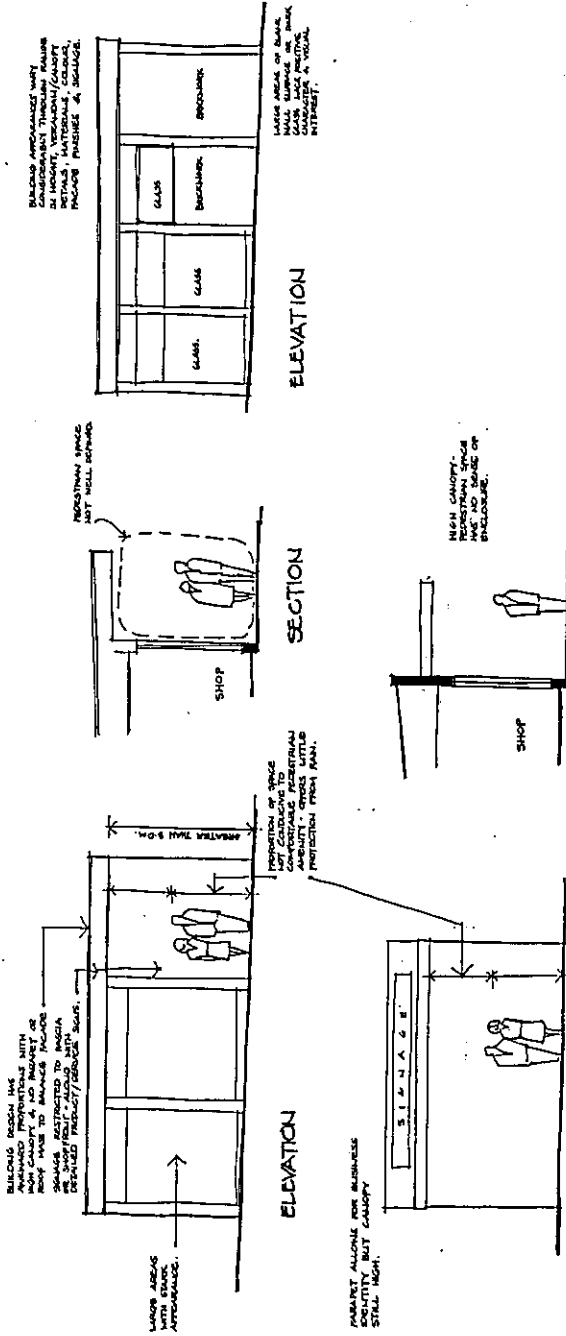 BUILDING DESIGN HAS
AWKWARD PROPORTIONS WITH
HIGH CANOPY & NO PARAPET OR
ROOF MASS TO BALANCE FACADE.
SIGNAGE RESTRICTED TO FASCIA
OR SHOPFRONT - ALONG WITH
DETAILED PRODUCT/SERVICE SIGNS.
LARGE AREAS
WITH STARK
APPEARANCE.
GREATER THAN 3.0M.
ELEVATION
PROPORTION OF SPACE
NOT CONDUCIVE TO
COMFORTABLE PEDESTRIAN
AMENITY - OFFERS LITTLE
PROTECTION FROM RAIN.
PEDESTRIAN SPACE
NOT WELL DEFINED.
SHOP
SECTION
BUILDING APPEARANCES VARY
CONSIDERABLY THROUGH
IN HEIGHT, VERANDAH/CANOPY
DETAILS, MATERIALS, COLOUR,
FACADE FINISHES & SIGNAGE.
GLASS.
GLASS
GLASS
BRICKWORK
BRICKWORK
LARGE AREAS OF BLANK
WALL SURFACE OR DARK
GLASS LACK POSITIVE
CHARACTER & VISUAL
INTEREST.
ELEVATION
PARAPET ALLOWS FOR BUSINESS
IDENTITY BUT CANOPY
STILL HIGH.
SIGNAGE
SHOP
HIGH CANOPY-
PEDESTRIAN SPACE
HAS NO SENSE OF
ENCLOSURE.